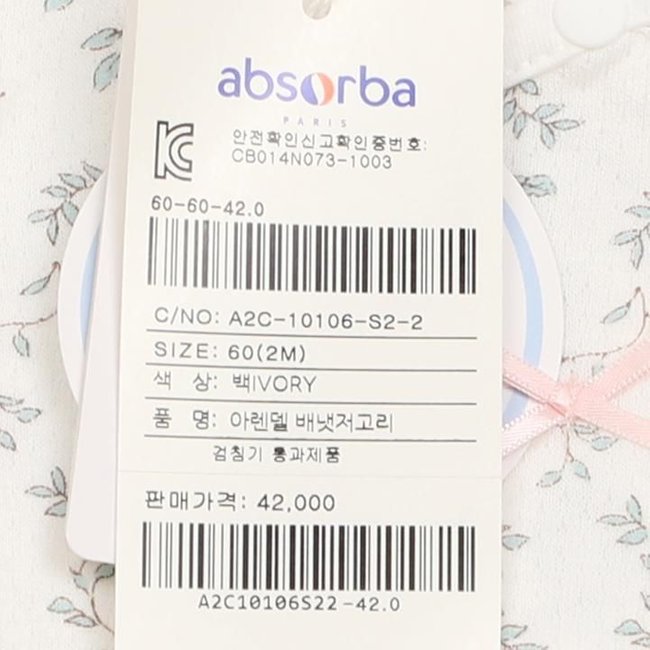 absorba
PARIS
안전확인신고확인증번호:
CB014N073-1003
60-60-42.0
C/NO: A2C-10106-S2-2
SIZE: 60(2M)
색 상: 백IVORY
품 명: 아렌델 배냇저고리
검침기 통과제품
판매가격: 42,000
A2C10106S22-42.0